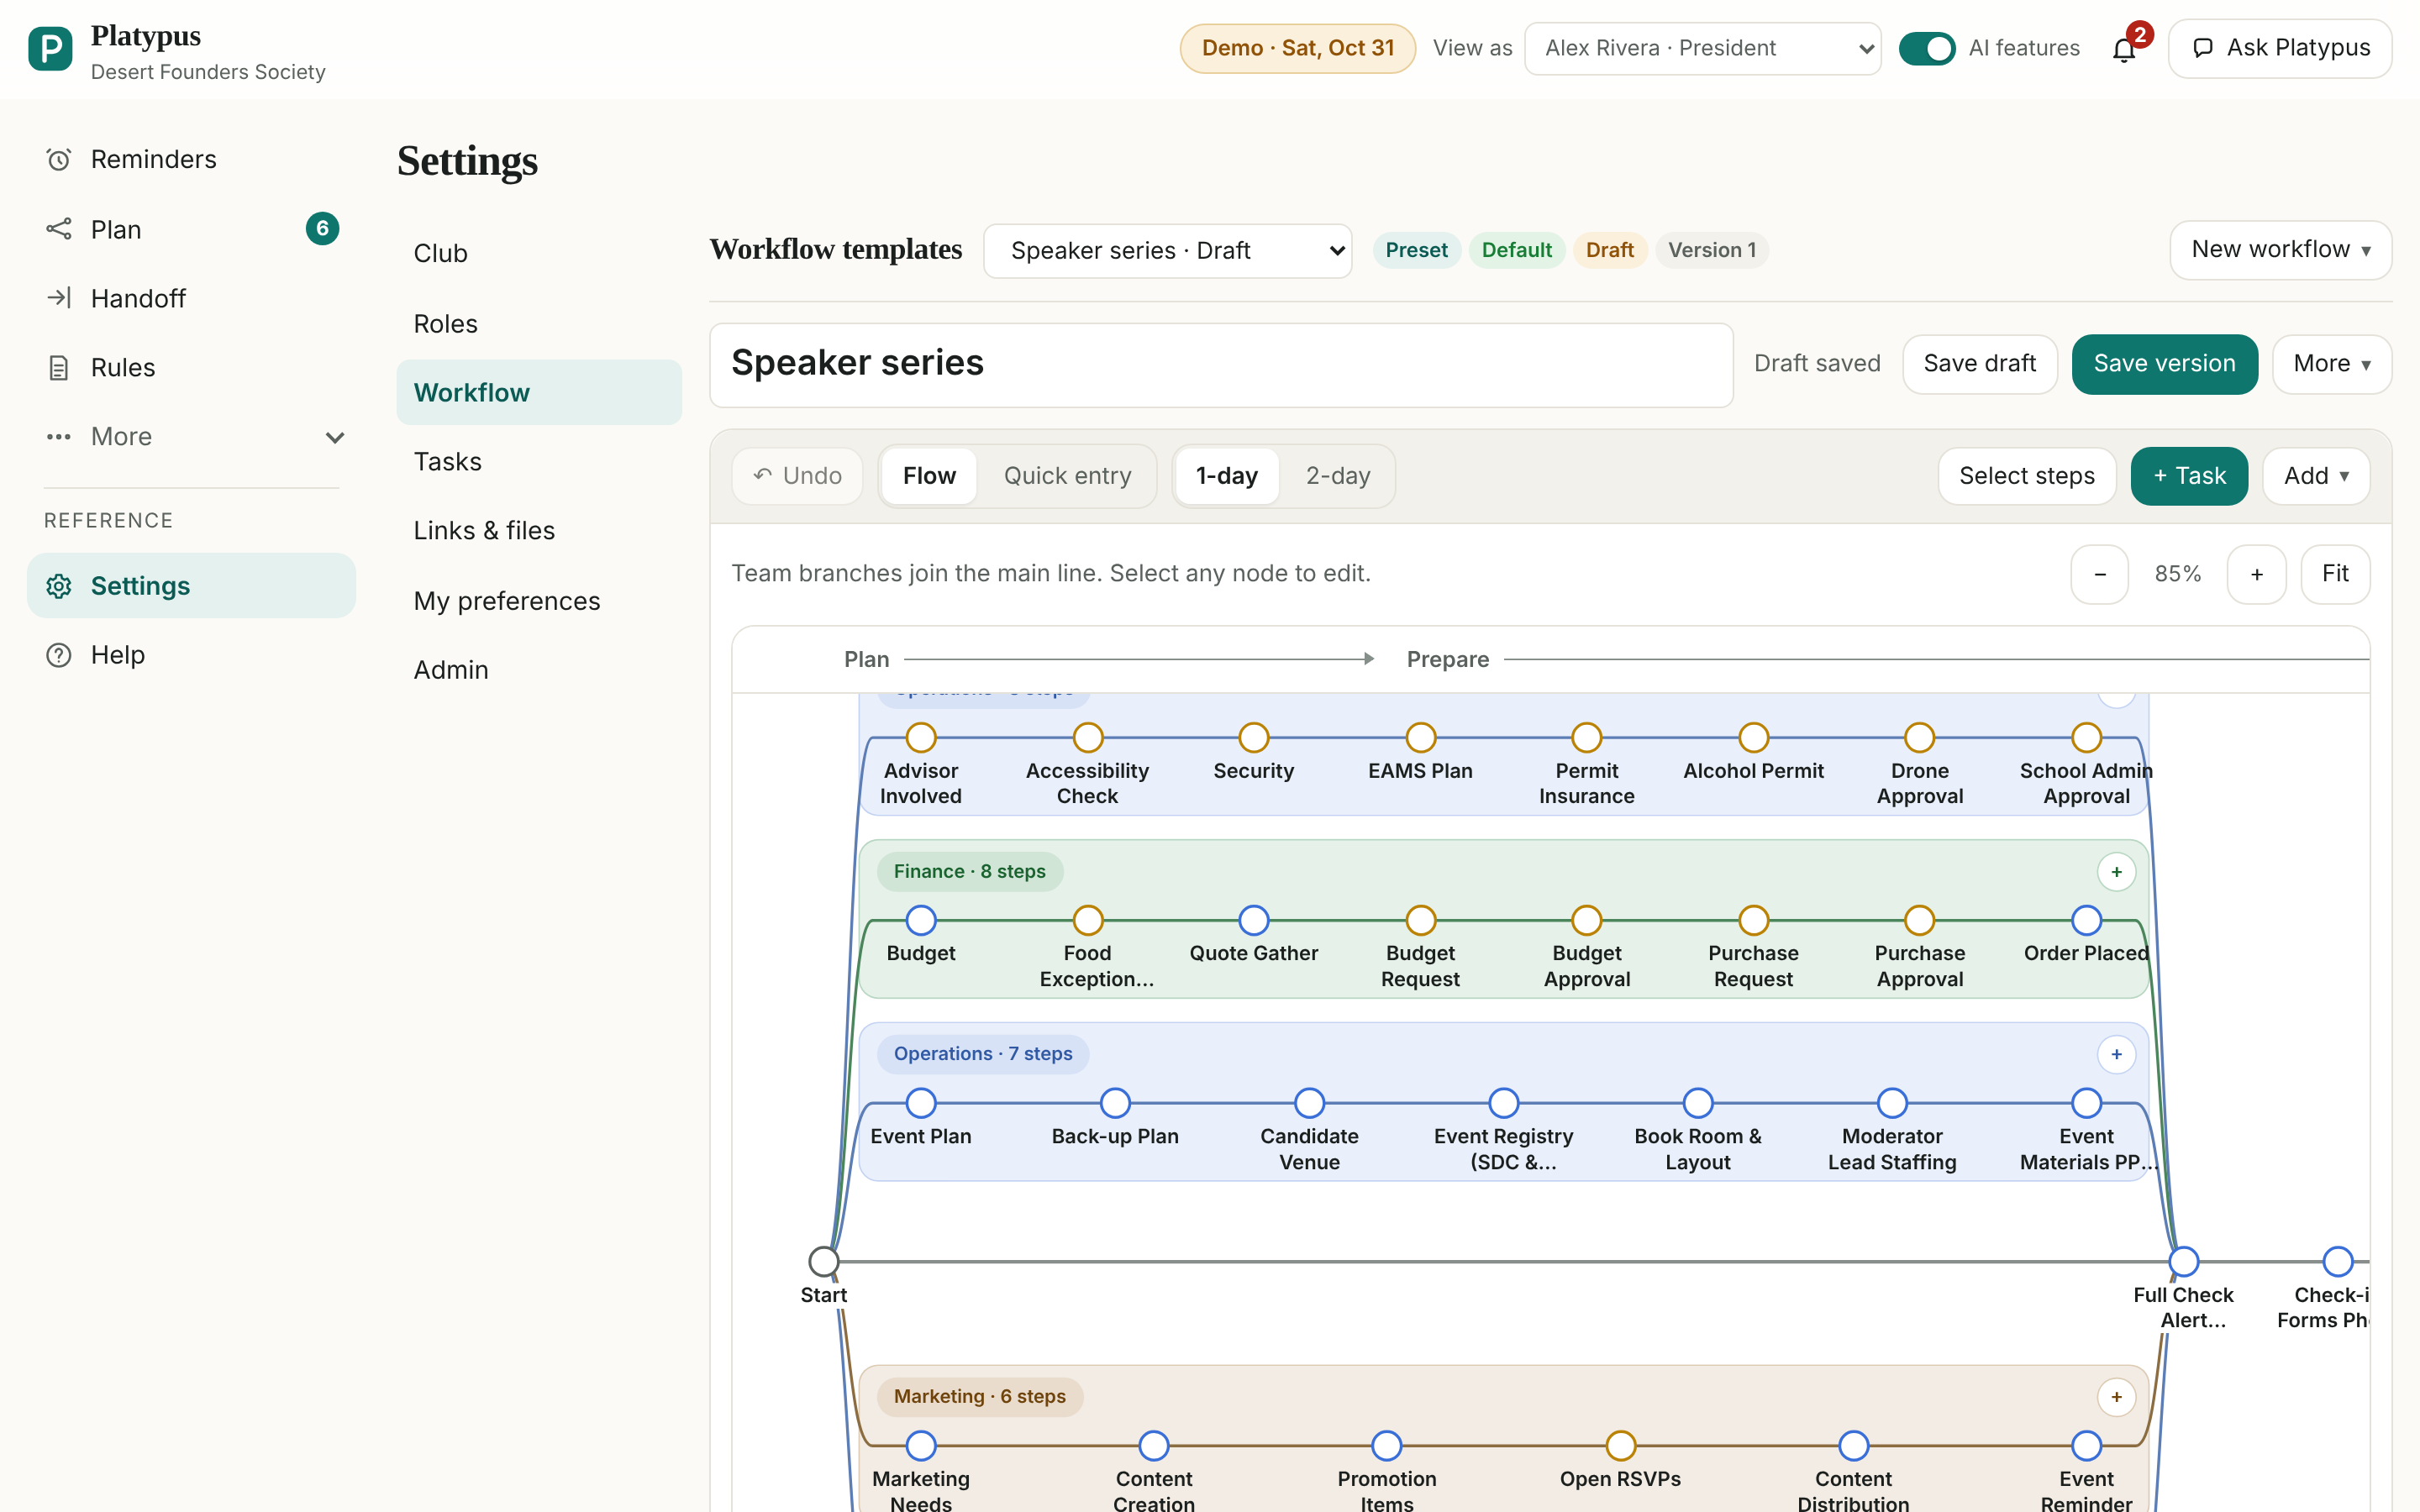 Platypus
Desert Founders Society
Demo · Sat, Oct 31
View as
Alex Rivera · President
AI features
2
Ask Platypus
Reminders
Plan
6
Handoff
Rules
More
REFERENCE
Settings
Help
Settings
Club
Roles
Workflow
Tasks
Links & files
My preferences
Admin
Workflow templates
Speaker series · Draft
Preset
Default
Draft
Version 1
New workflow ▾
Speaker series
Draft saved
Save draft
Save version
More ▾
↶ Undo
Flow
Quick entry
1-day
2-day
Select steps
+ Task
Add ▾
Team branches join the main line. Select any node to edit.
−
85%
+
Fit
Plan
Prepare
Advisor
Involved
Accessibility
Check
Security
EAMS Plan
Permit
Insurance
Alcohol Permit
Drone
Approval
School Admin
Approval
Finance · 8 steps
+
Budget
Food
Exception...
Quote Gather
Budget
Request
Budget
Approval
Purchase
Request
Purchase
Approval
Order Placed
Operations · 7 steps
+
Event Plan
Back-up Plan
Candidate
Venue
Event Registry
(SDC &...
Book Room &
Layout
Moderator
Lead Staffing
Event
Materials PP...
Start
Full Check
Alert...
Check-i
Forms Ph
Marketing · 6 steps
+
Marketing
Needs
Content
Creation
Promotion
Items
Open RSVPs
Content
Distribution
Event
Reminder